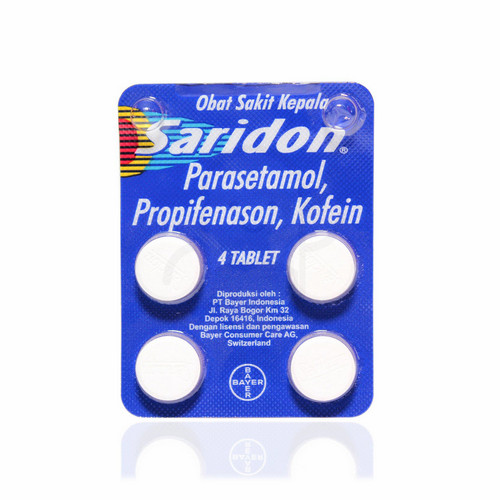 Obat Sakit Kepala
Saridon®
Parasetamol,
Propifenason, Kofein
4 TABLET
Diproduksi oleh :
PT Bayer Indonesia
Jl. Raya Bogor Km 32
Depok 16416, Indonesia
Dengan lisensi dan pengawasan
Bayer Consumer Care AG,
Switzerland
BAYER
BAYER